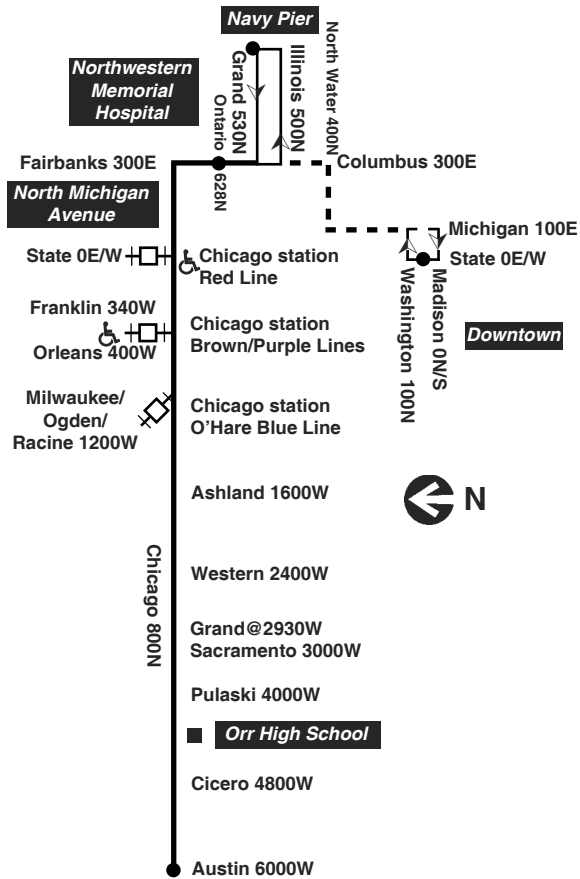 Navy Pier
Northwestern
Memorial
Hospital
Grand 530N
Ontario
628N
Illinois 500N
North Water 400N
Fairbanks 300E
Columbus 300E
North Michigan
Avenue
Michigan 100E
State 0E/W
Chicago station
Red Line
State 0E/W
Washington 100N
Madison 0N/S
Downtown
Franklin 340W
Orleans 400W
Chicago station
Brown/Purple Lines
Milwaukee/
Ogden/
Racine 1200W
Chicago station
O'Hare Blue Line
Ashland 1600W
N
Chicago 800N
Western 2400W
Grand@2930W
Sacramento 3000W
Pulaski 4000W
Orr High School
Cicero 4800W
Austin 6000W